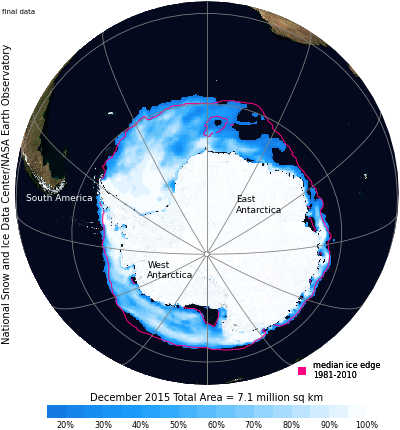 final data
National Snow and Ice Data Center/NASA Earth Observatory
South America
East
Antarctica
West
Antarctica
median ice edge
1981-2010
December 2015 Total Area = 7.1 million sq km
20% 30% 40% 50% 60% 70% 80% 90% 100%